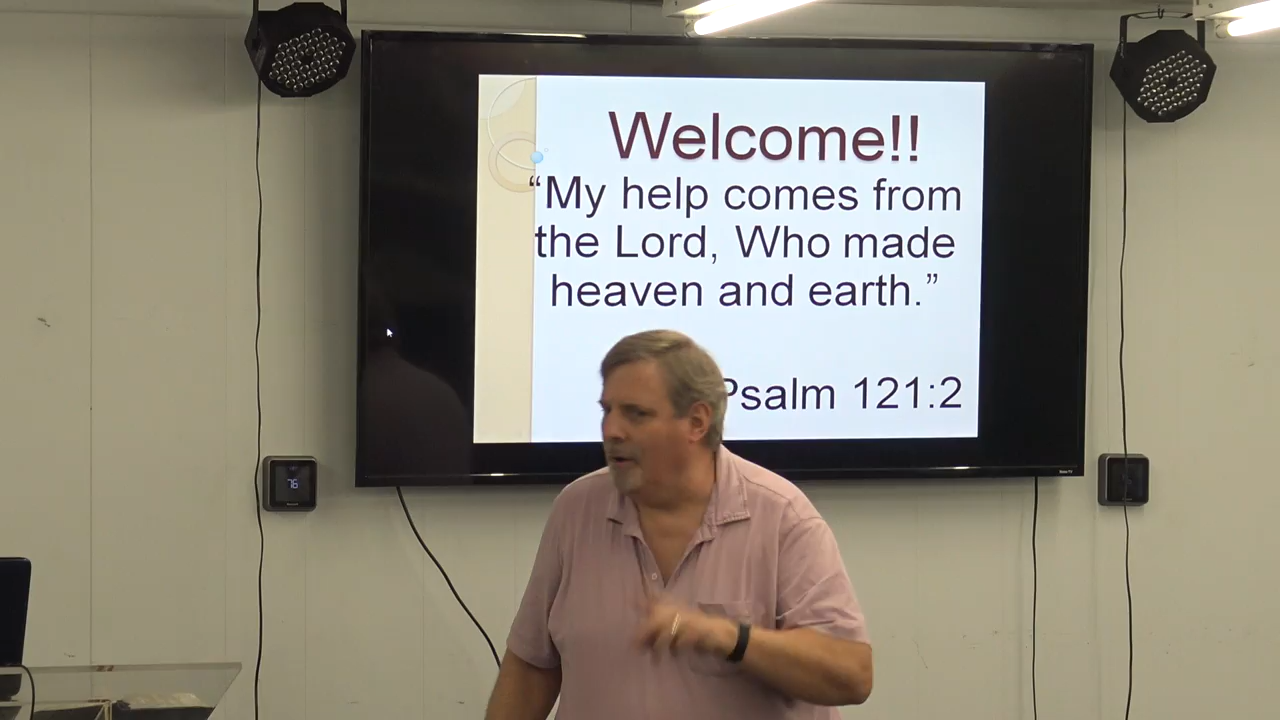 Welcome!!
“My help comes from
the Lord, Who made
heaven and earth.”
Psalm 121:2
76